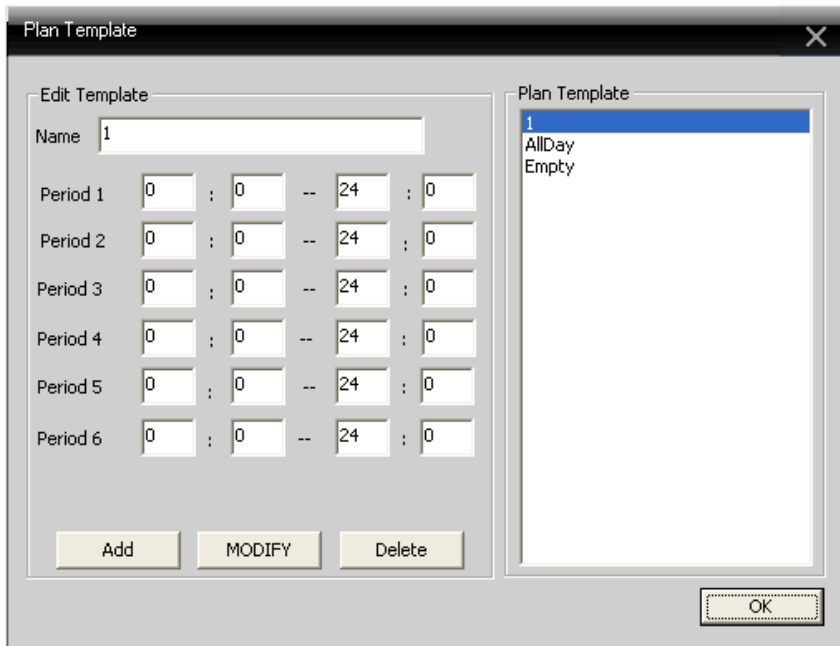 Plan Template
Edit Template
Name 1
Period 1 0 : 0 -- 24 : 0
Period 2 0 : 0 -- 24 : 0
Period 3 0 : 0 -- 24 : 0
Period 4 0 : 0 -- 24 : 0
Period 5 0 : 0 -- 24 : 0
Period 6 0 : 0 -- 24 : 0
Add MODIFY Delete
Plan Template
1
AllDay
Empty
OK